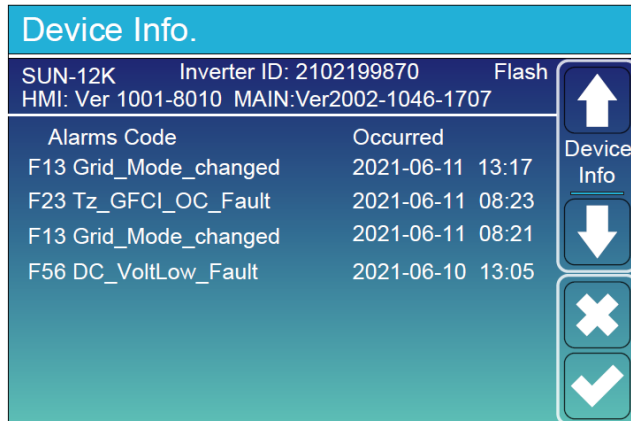 Device Info.
SUN-12K Inverter ID: 2102199870 Flash
HMI: Ver 1001-8010 MAIN:Ver2002-1046-1707
Alarms Code Occurred
F13 Grid_Mode_changed 2021-06-11 13:17
F23 Tz_GFCI_OC_Fault 2021-06-11 08:23
F13 Grid_Mode_changed 2021-06-11 08:21
F56 DC_VoltLow_Fault 2021-06-10 13:05
Device
Info